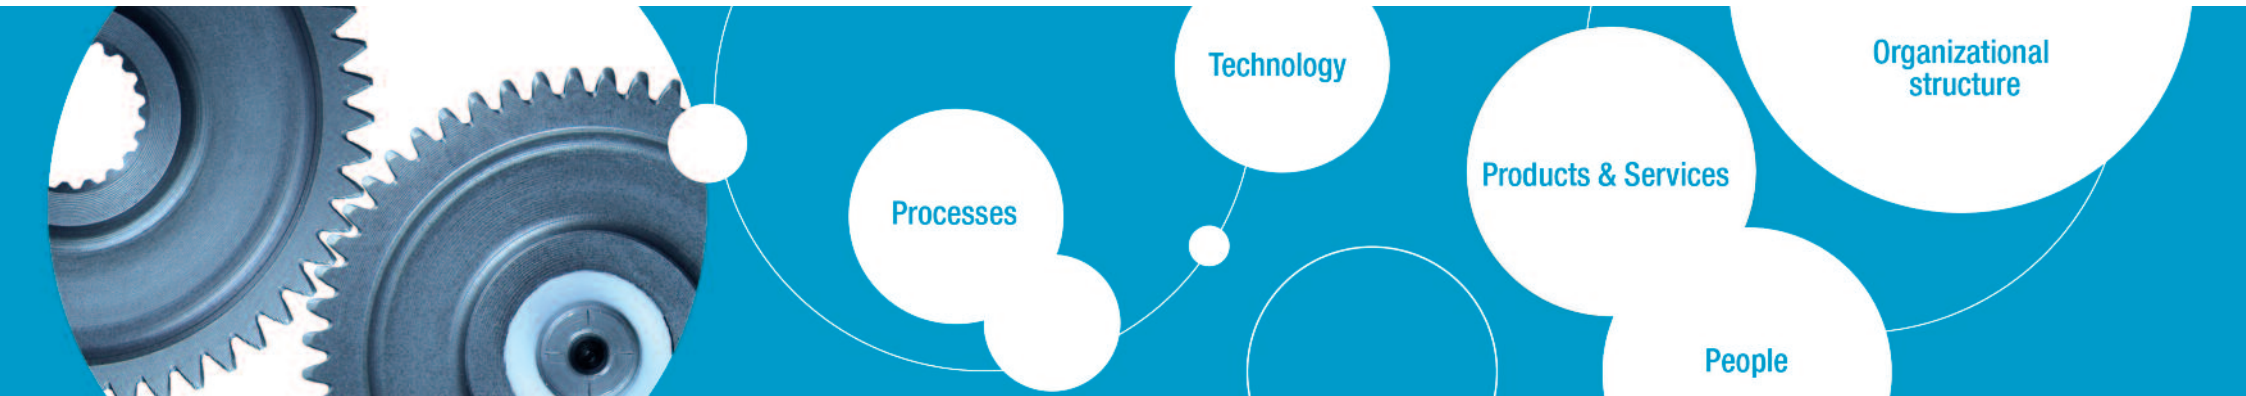 Technology
Organizational
structure
Products & Services
Processes
People